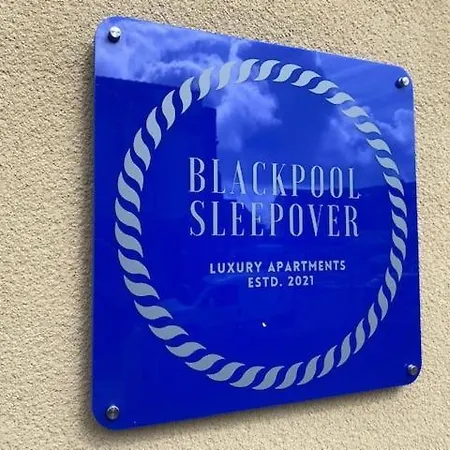 BLACKPOOL
SLEEPOVER
LUXURY APARTMENTS
ESTD. 2021